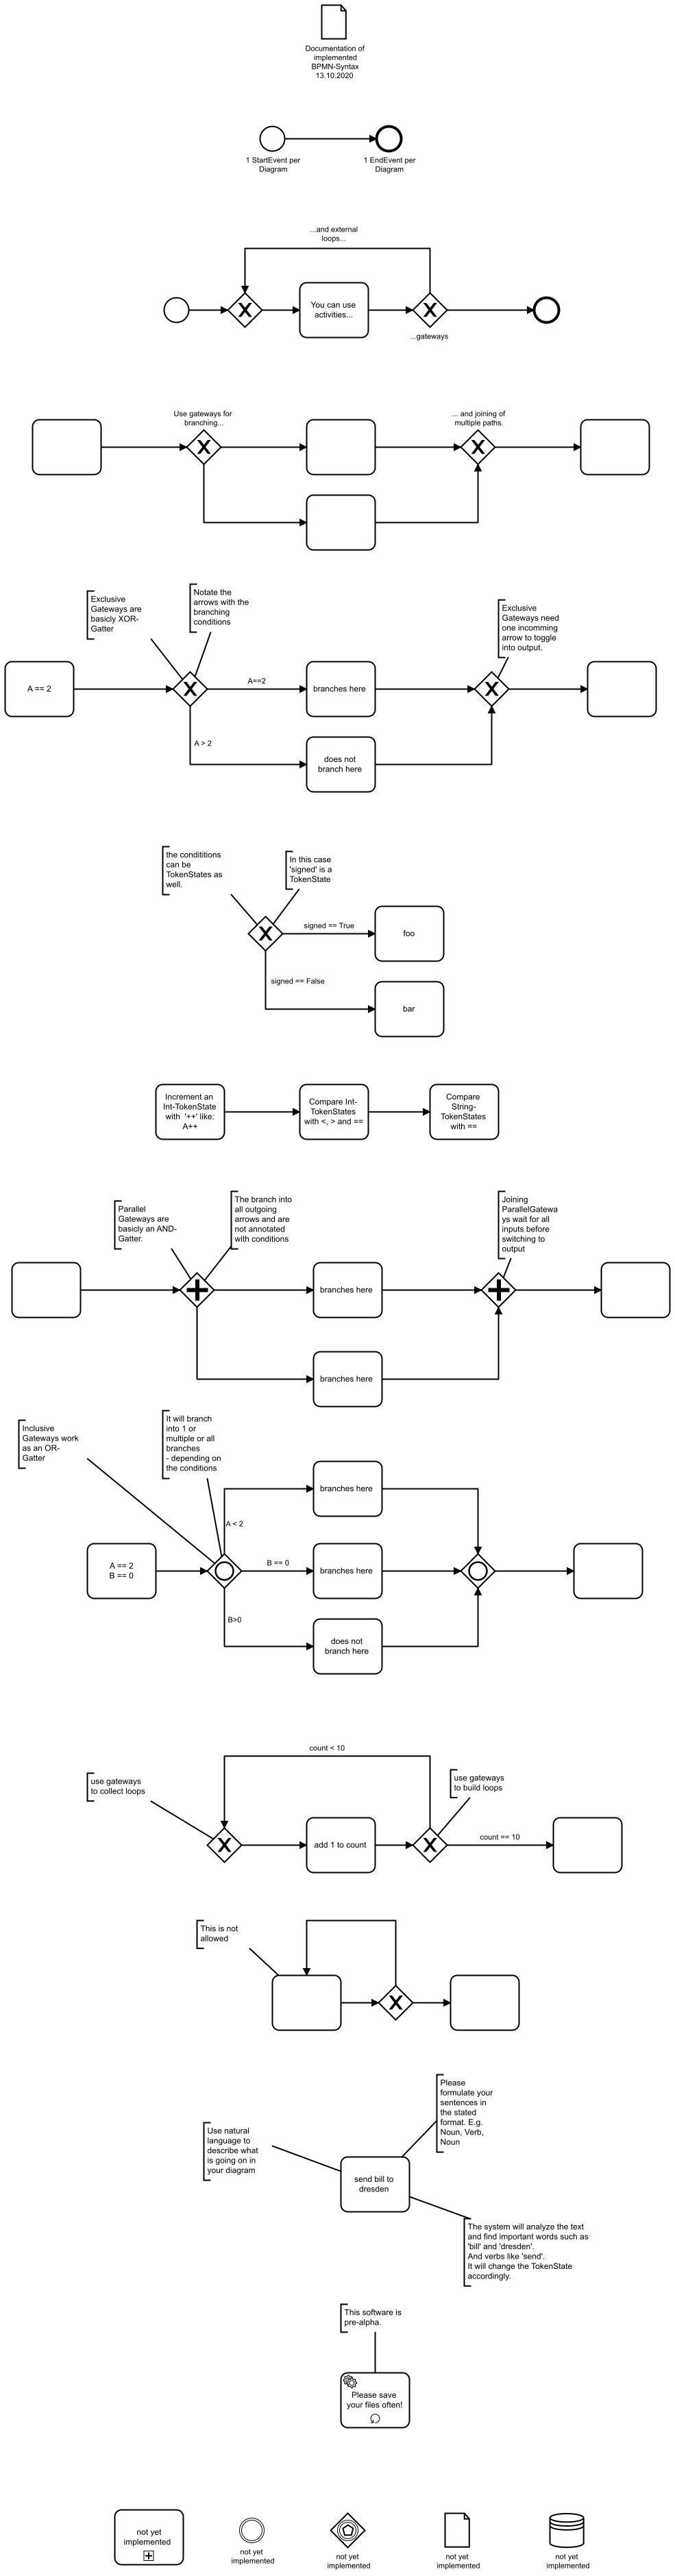 Documentation of
implemented
BPMN-Syntax
13.10.2020
1 StartEvent per
Diagram
1 EndEvent per
Diagram
...and external
loops...
You can use
activities...
...gateways
Use gateways for
branching...
... and joining of
multiple paths.
Exclusive
Gateways are
basicly XOR-
Gatter
Notate the
arrows with the
branching
conditions
Exclusive
Gateways need
one incomming
arrow to toggle
into output.
A == 2
A==2
branches here
A > 2
does not
branch here
the condititions
can be
TokenStates as
well.
In this case
'signed' is a
TokenState
signed == True
foo
signed == False
bar
Increment an
Int-TokenState
with '++' like:
A++
Compare Int-
TokenStates
with <, > and ==
Compare
String-
TokenStates
with ==
Parallel
Gateways are
basicly an AND-
Gatter.
The branch into
all outgoing
arrows and are
not annotated
with conditions
Joining
ParallelGatewa
ys wait for all
inputs before
switching to
output
branches here
branches here
Inclusive
Gateways work
as an OR-
Gatter
It will branch
into 1 or
multiple or all
branches
- depending on
the conditions
branches here
A < 2
A == 2
B == 0
B == 0
branches here
B>0
does not
branch here
count < 10
use gateways
to collect loops
use gateways
to build loops
add 1 to count
count == 10
This is not
allowed
Please
formulate your
sentences in
the stated
format. E.g.
Noun, Verb,
Noun
Use natural
language to
describe what
is going on in
your diagram
send bill to
dresden
The system will analyze the text
and find important words such as
'bill' and 'dresden'.
And verbs like 'send'.
It will change the TokenState
accordingly.
This software is
pre-alpha.
Please save
your files often!
not yet
implemented
not yet
implemented
not yet
implemented
not yet
implemented
not yet
implemented